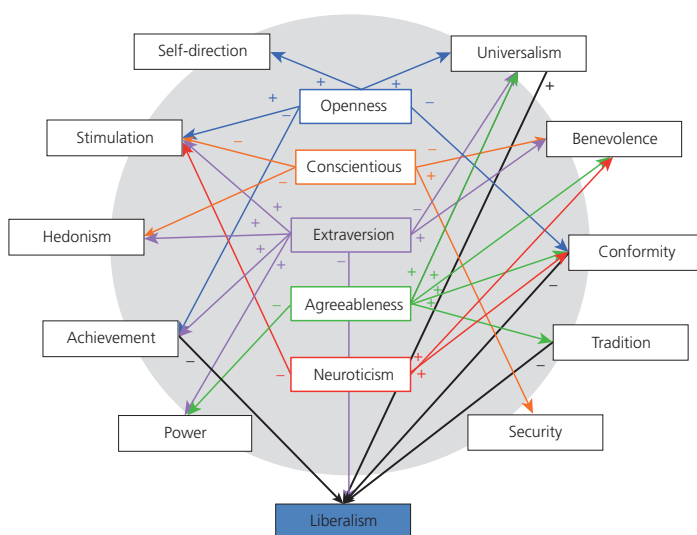 Self-direction
Universalism
+
+
+
+
–
Openness
–
+
Stimulation
–
Conscientious
–
+
Benevolence
–
–
+
Extraversion
+
Hedonism
+
+
–
Conformity
+
+
+
+
–
Agreeableness
–
Achievement
–
Tradition
–
+
+
–
Neuroticism
Power
Security
Liberalism